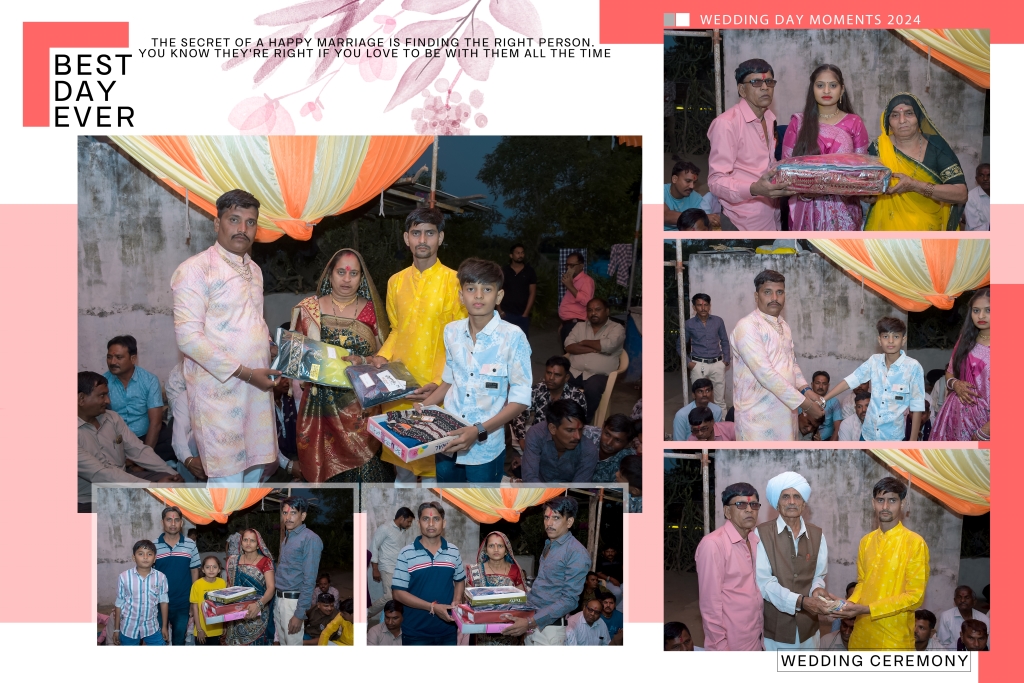 WEDDING DAY MOMENTS 2024
THE SECRET OF A HAPPY MARRIAGE IS FINDING THE RIGHT PERSON.
YOU KNOW THEY'RE RIGHT IF YOU LOVE TO BE WITH THEM ALL THE TIME
BEST
DAY
EVER
WEDDING CEREMONY